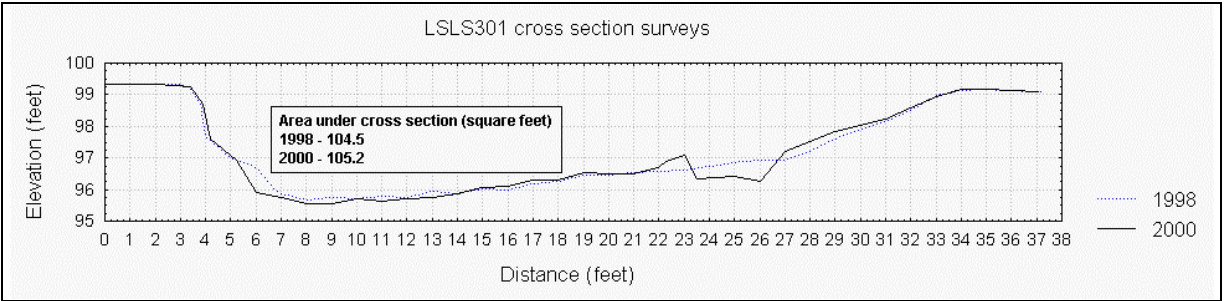 LSLS301 cross section surveys
Elevation (feet)
100
99
98
97
96
95
Area under cross section (square feet)
1998 - 104.5
2000 - 105.2
0 1 2 3 4 5 6 7 8 9 10 11 12 13 14 15 16 17 18 19 20 21 22 23 24 25 26 27 28 29 30 31 32 33 34 35 36 37 38
Distance (feet)
1998
2000